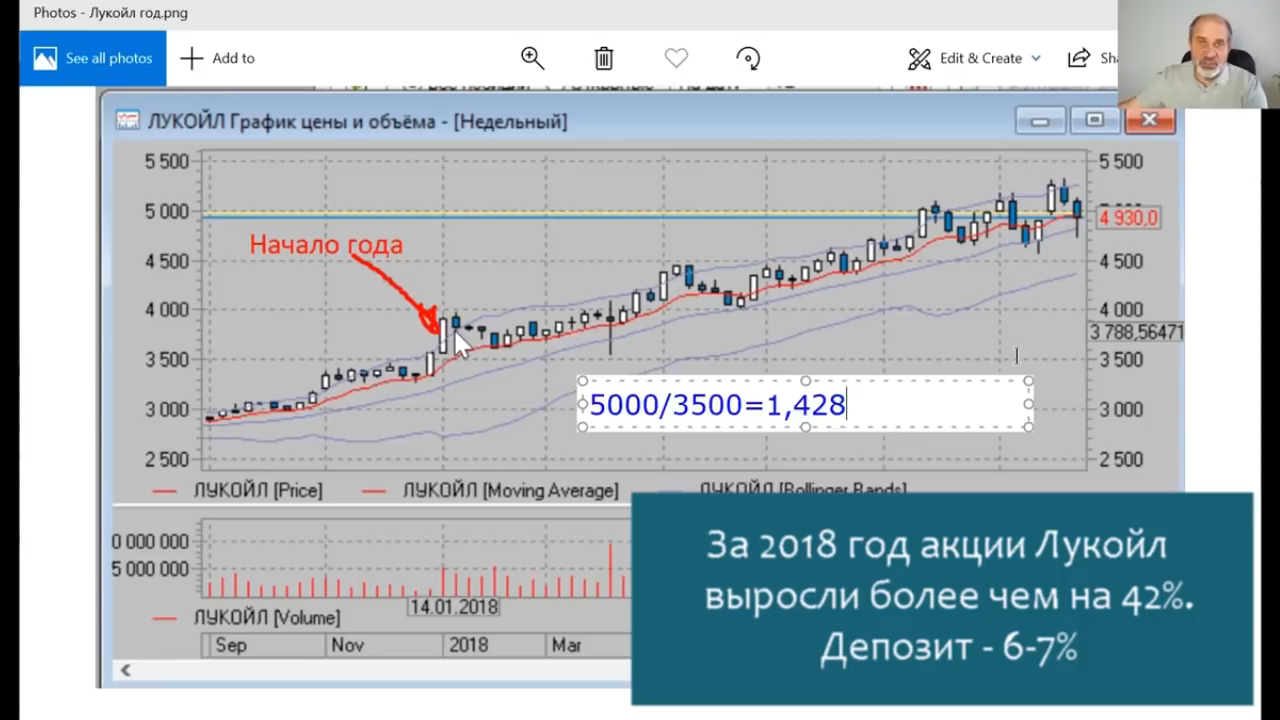 Photos - Лукойл год.png
See all photos
Add to
Edit & Create
ЛУКОЙЛ График цены и объёма - [Недельный]
5 500
5 500
5 000
4 930,0
Начало года
4 500
4 500
4 000
4 000
3 788,56471
3 500
3 500
5000/3500=1,428
3 000
3 000
2 500
2 500
ЛУКОЙЛ [Price]
ЛУКОЙЛ [Moving Average]
ЛУКОЙЛ [Bollinger Bands]
0 000 000
5 000 000
14.01.2018
ЛУКОЙЛ [Volume]
Sep
Nov
2018
Mar
За 2018 год акции Лукойл
выросли более чем на 42%.
Депозит - 6-7%